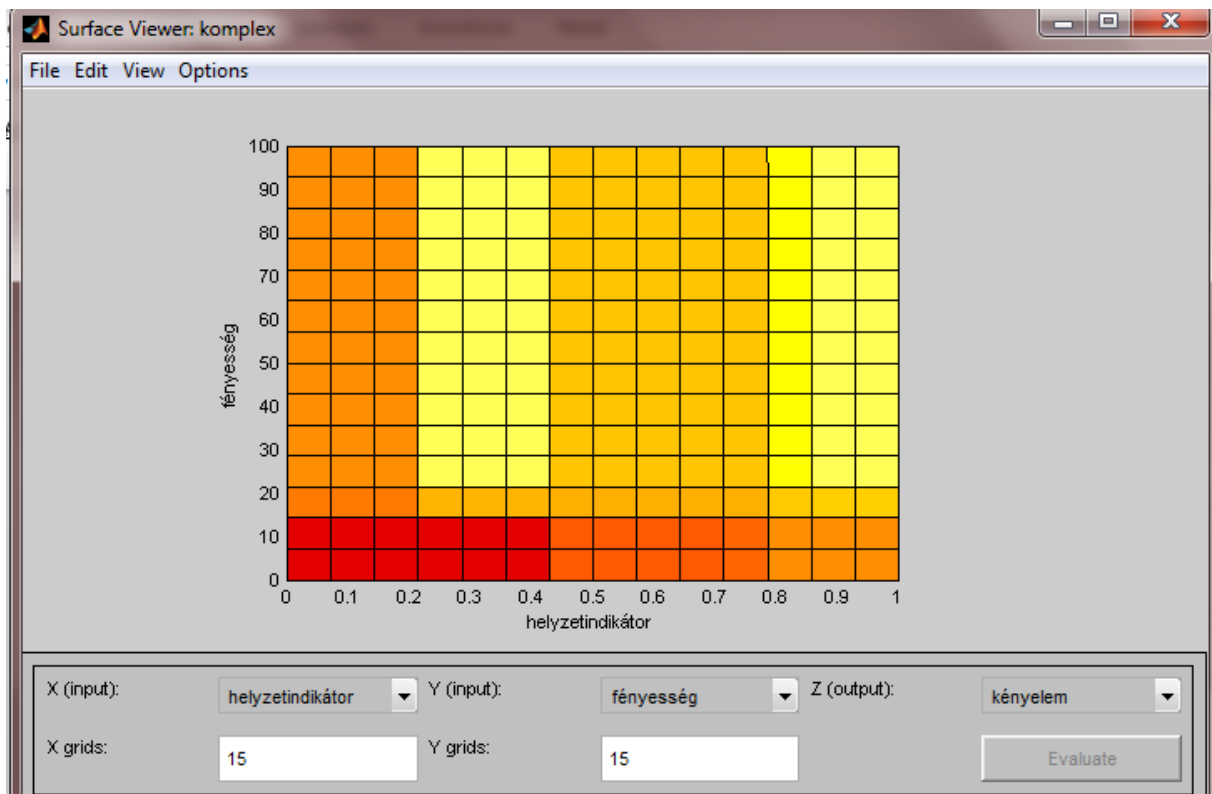 Surface Viewer: komplex
File Edit View Options
100
90
80
70
60
50
40
30
20
10
0
fényesség
0 0.1 0.2 0.3 0.4 0.5 0.6 0.7 0.8 0.9 1
helyzetindikátor
X (input): helyzetindikátor Y (input): fényesség Z (output): kényelem
X grids: 15 Y grids: 15 Evaluate